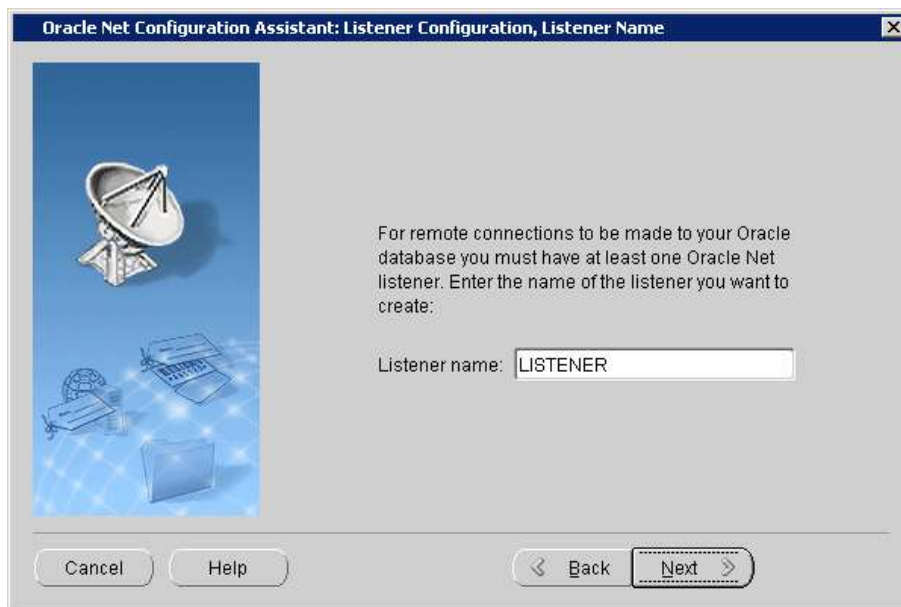 Oracle Net Configuration Assistant: Listener Configuration, Listener Name
For remote connections to be made to your Oracle
database you must have at least one Oracle Net
listener. Enter the name of the listener you want to
create:
Listener name: LISTENER
Cancel Help Back Next